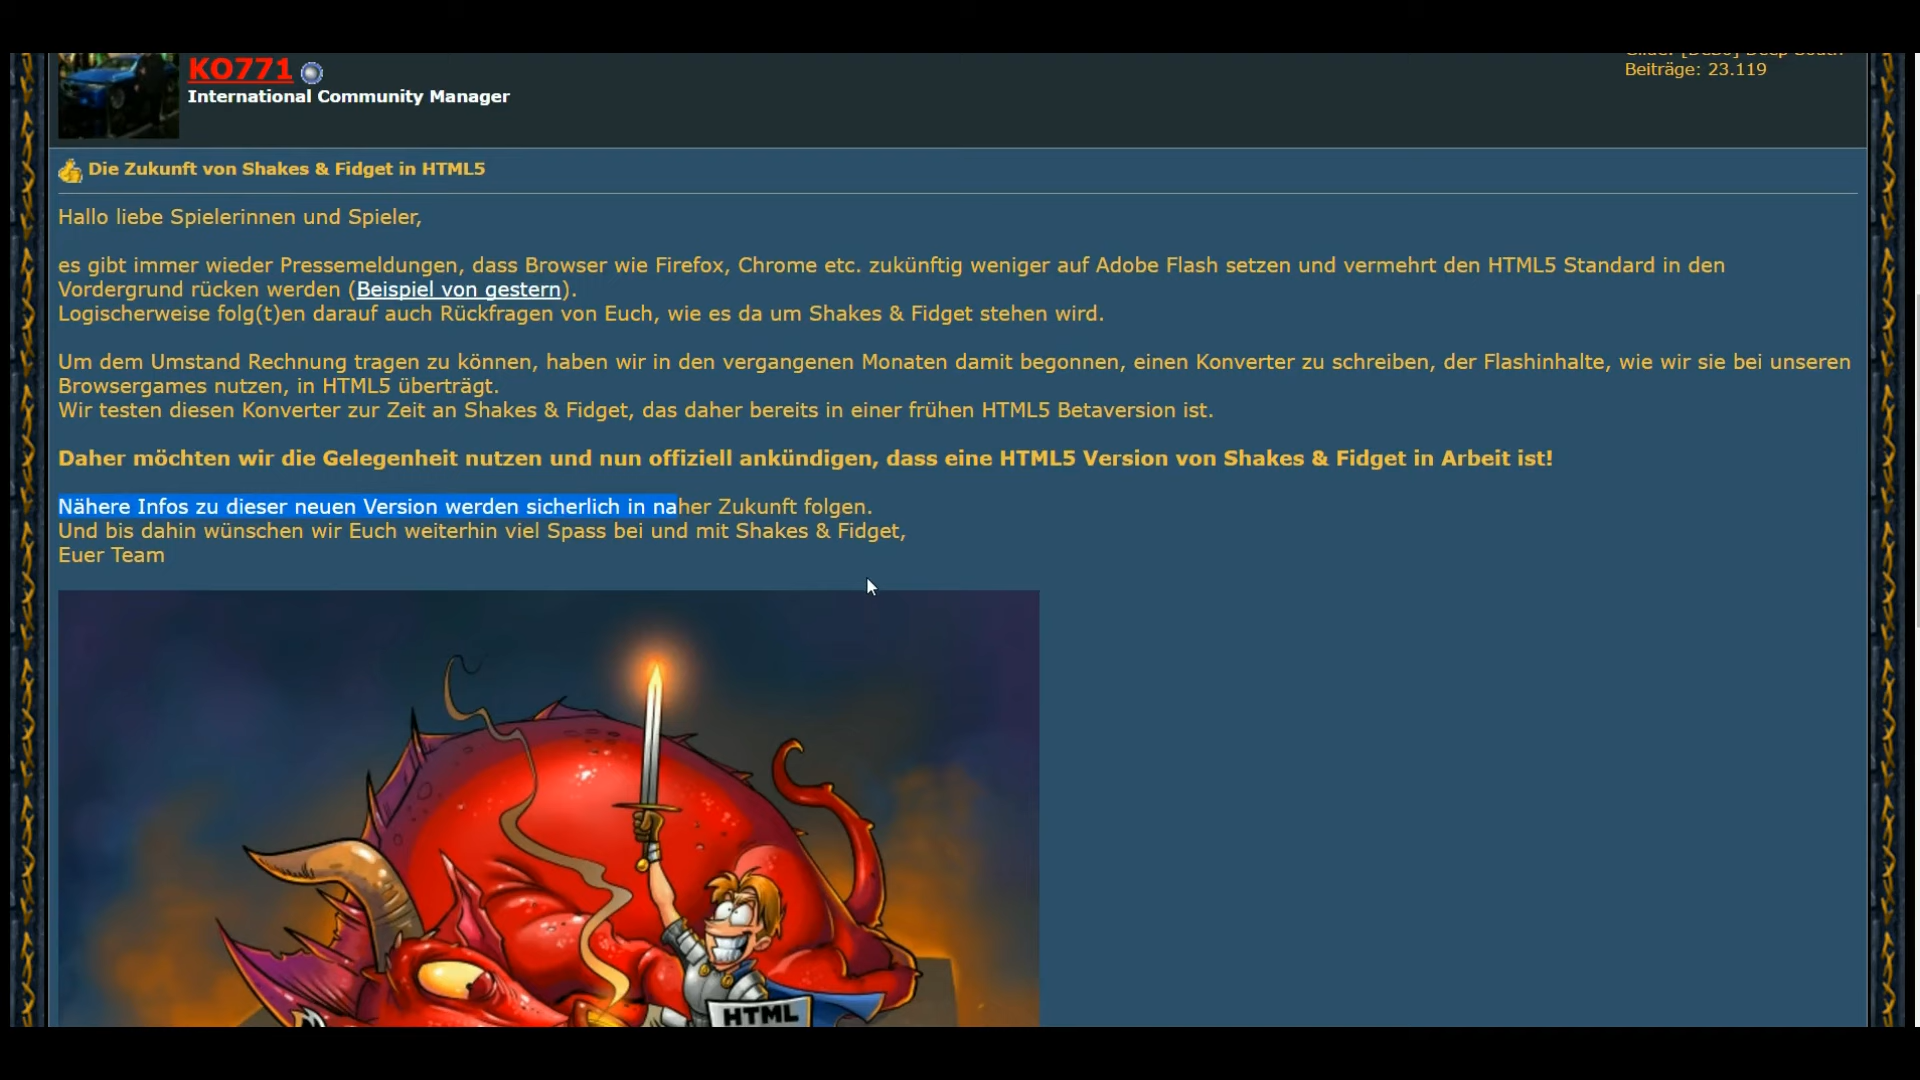 KO771
International Community Manager
Beiträge: 23.119
Die Zukunft von Shakes & Fidget in HTML5
Hallo liebe Spielerinnen und Spieler,
es gibt immer wieder Pressemeldungen, dass Browser wie Firefox, Chrome etc. zukünftig weniger auf Adobe Flash setzen und vermehrt den HTML5 Standard in den
Vordergrund rücken werden (Beispiel von gestern).
Logischerweise folg(t)en darauf auch Rückfragen von Euch, wie es da um Shakes & Fidget stehen wird.
Um dem Umstand Rechnung tragen zu können, haben wir in den vergangenen Monaten damit begonnen, einen Konverter zu schreiben, der Flashinhalte, wie wir sie bei unseren
Browsergames nutzen, in HTML5 überträgt.
Wir testen diesen Konverter zur Zeit an Shakes & Fidget, das daher bereits in einer frühen HTML5 Betaversion ist.
Daher möchten wir die Gelegenheit nutzen und nun offiziell ankündigen, dass eine HTML5 Version von Shakes & Fidget in Arbeit ist!
Nähere Infos zu dieser neuen Version werden sicherlich in naher Zukunft folgen.
Und bis dahin wünschen wir Euch weiterhin viel Spass bei und mit Shakes & Fidget,
Euer Team
HTML